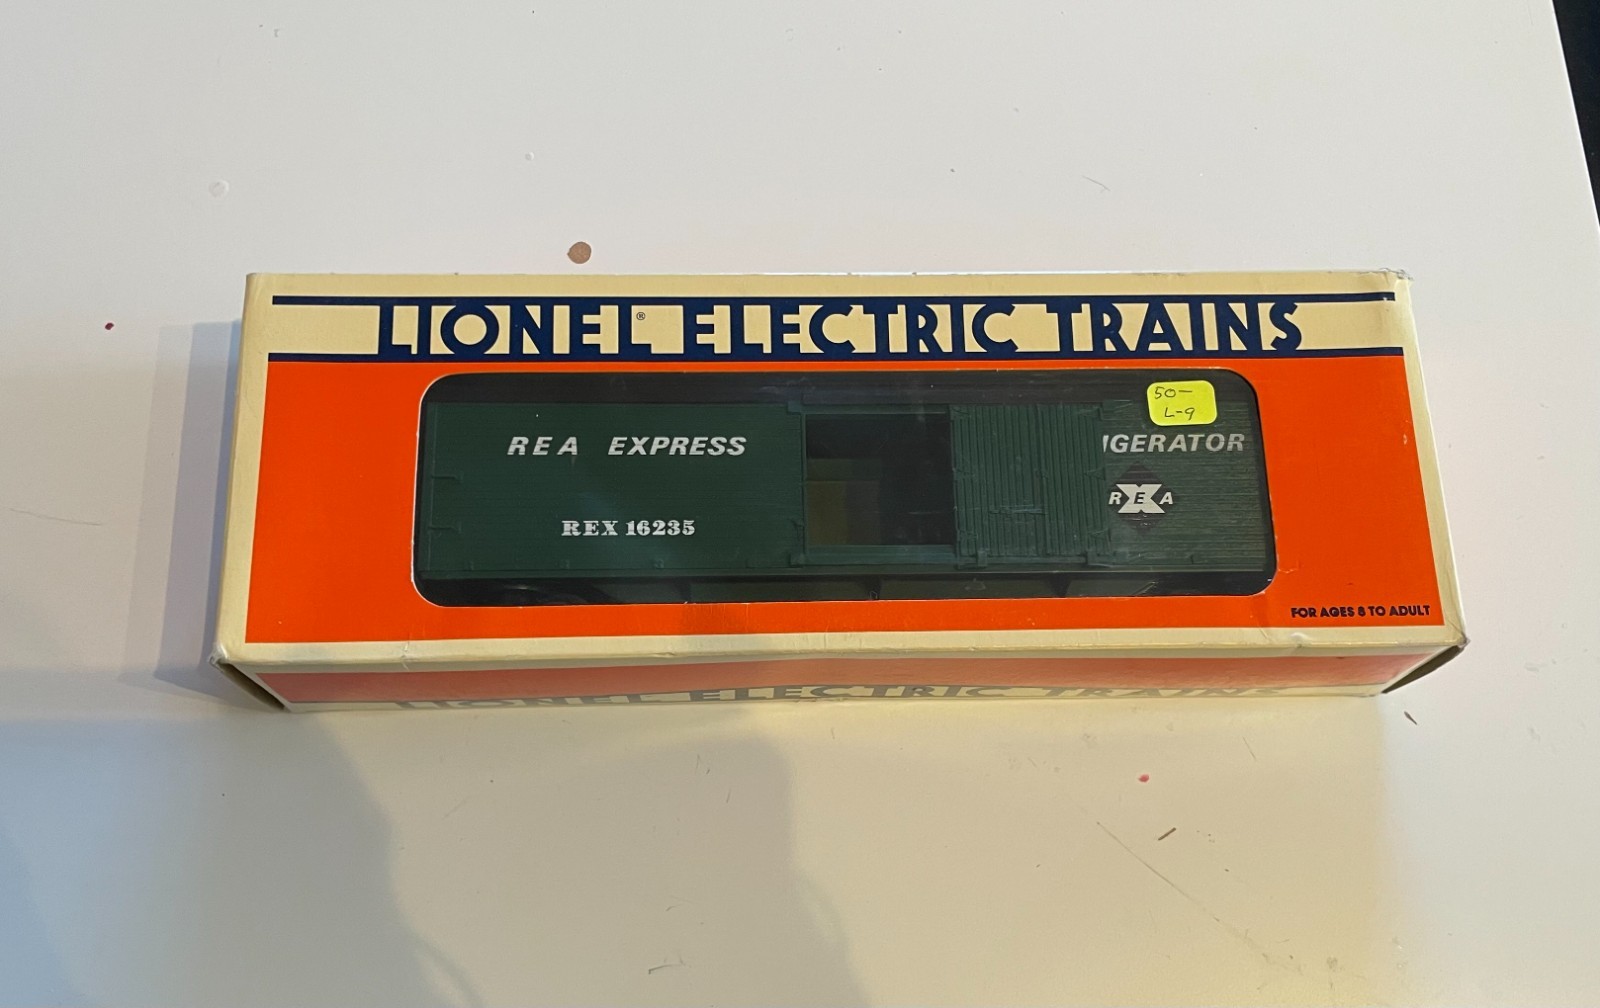 LIONEL® ELECTRIC TRAINS
50-
L-9
REA EXPRESS
IGERATOR
REA
REX 16235
FOR AGES 8 TO ADULT
LIONEL ELECTRIC TRAINS